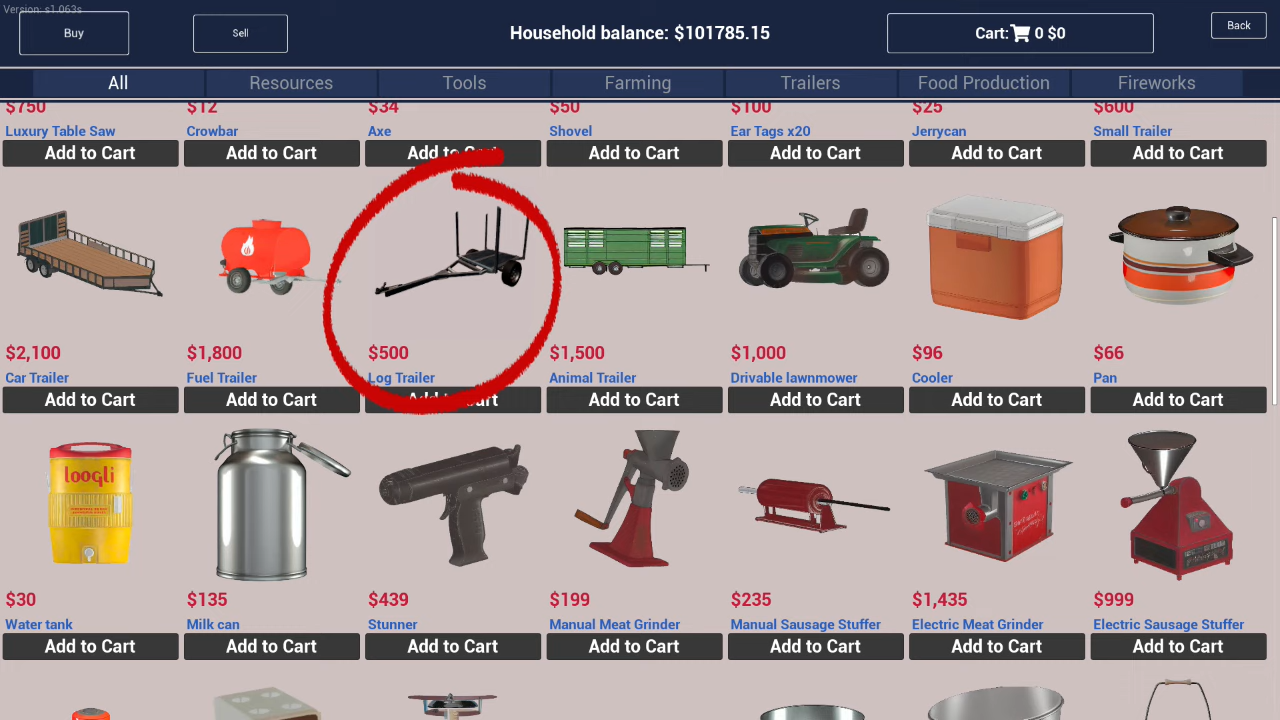 Version: s1.063s
Buy
Sell
Household balance: $101785.15
Cart: 0 $0
Back
All
Resources
Tools
Farming
Trailers
Food Production
Fireworks
$750
$12
$34
$50
$100
$25
$600
Luxury Table Saw
Crowbar
Axe
Shovel
Ear Tags x20
Jerrycan
Small Trailer
Add to Cart
Add to Cart
Add to Cart
Add to Cart
Add to Cart
Add to Cart
Add to Cart
$2,100
$1,800
$500
$1,500
$1,000
$96
$66
Car Trailer
Fuel Trailer
Log Trailer
Animal Trailer
Drivable lawnmower
Cooler
Pan
Add to Cart
Add to Cart
Add to Cart
Add to Cart
Add to Cart
Add to Cart
Add to Cart
loogli
$30
$135
$439
$199
$235
$1,435
$999
Water tank
Milk can
Stunner
Manual Meat Grinder
Manual Sausage Stuffer
Electric Meat Grinder
Electric Sausage Stuffer
Add to Cart
Add to Cart
Add to Cart
Add to Cart
Add to Cart
Add to Cart
Add to Cart